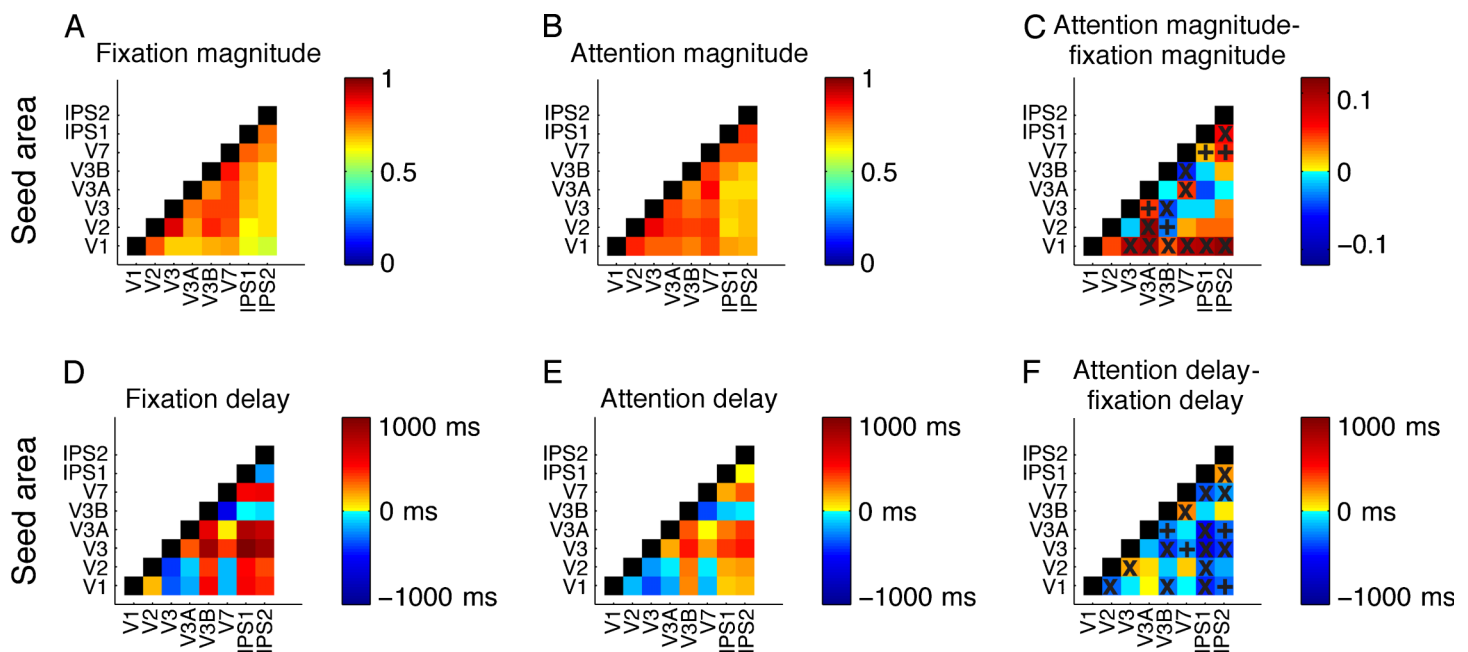 A
Fixation magnitude
B
Attention magnitude
C
Attention magnitude-
fixation magnitude
Seed area
IPS2
IPS1
V7
V3B
V3A
V3
V2
V1
V1
V2
V3
V3A
V3B
V7
IPS1
IPS2
1
0.5
0
IPS2
IPS1
V7
V3B
V3A
V3
V2
V1
V1
V2
V3
V3A
V3B
V7
IPS1
IPS2
1
0.5
0
IPS2
IPS1
V7
V3B
V3A
V3
V2
V1
V1
V2
V3
V3A
V3B
V7
IPS1
IPS2
0.1
0
−0.1
D
Fixation delay
E
Attention delay
F
Attention delay-
fixation delay
Seed area
IPS2
IPS1
V7
V3B
V3A
V3
V2
V1
V1
V2
V3
V3A
V3B
V7
IPS1
IPS2
1000 ms
0 ms
−1000 ms
IPS2
IPS1
V7
V3B
V3A
V3
V2
V1
V1
V2
V3
V3A
V3B
V7
IPS1
IPS2
1000 ms
0 ms
−1000 ms
IPS2
IPS1
V7
V3B
V3A
V3
V2
V1
V1
V2
V3
V3A
V3B
V7
IPS1
IPS2
1000 ms
0 ms
−1000 ms